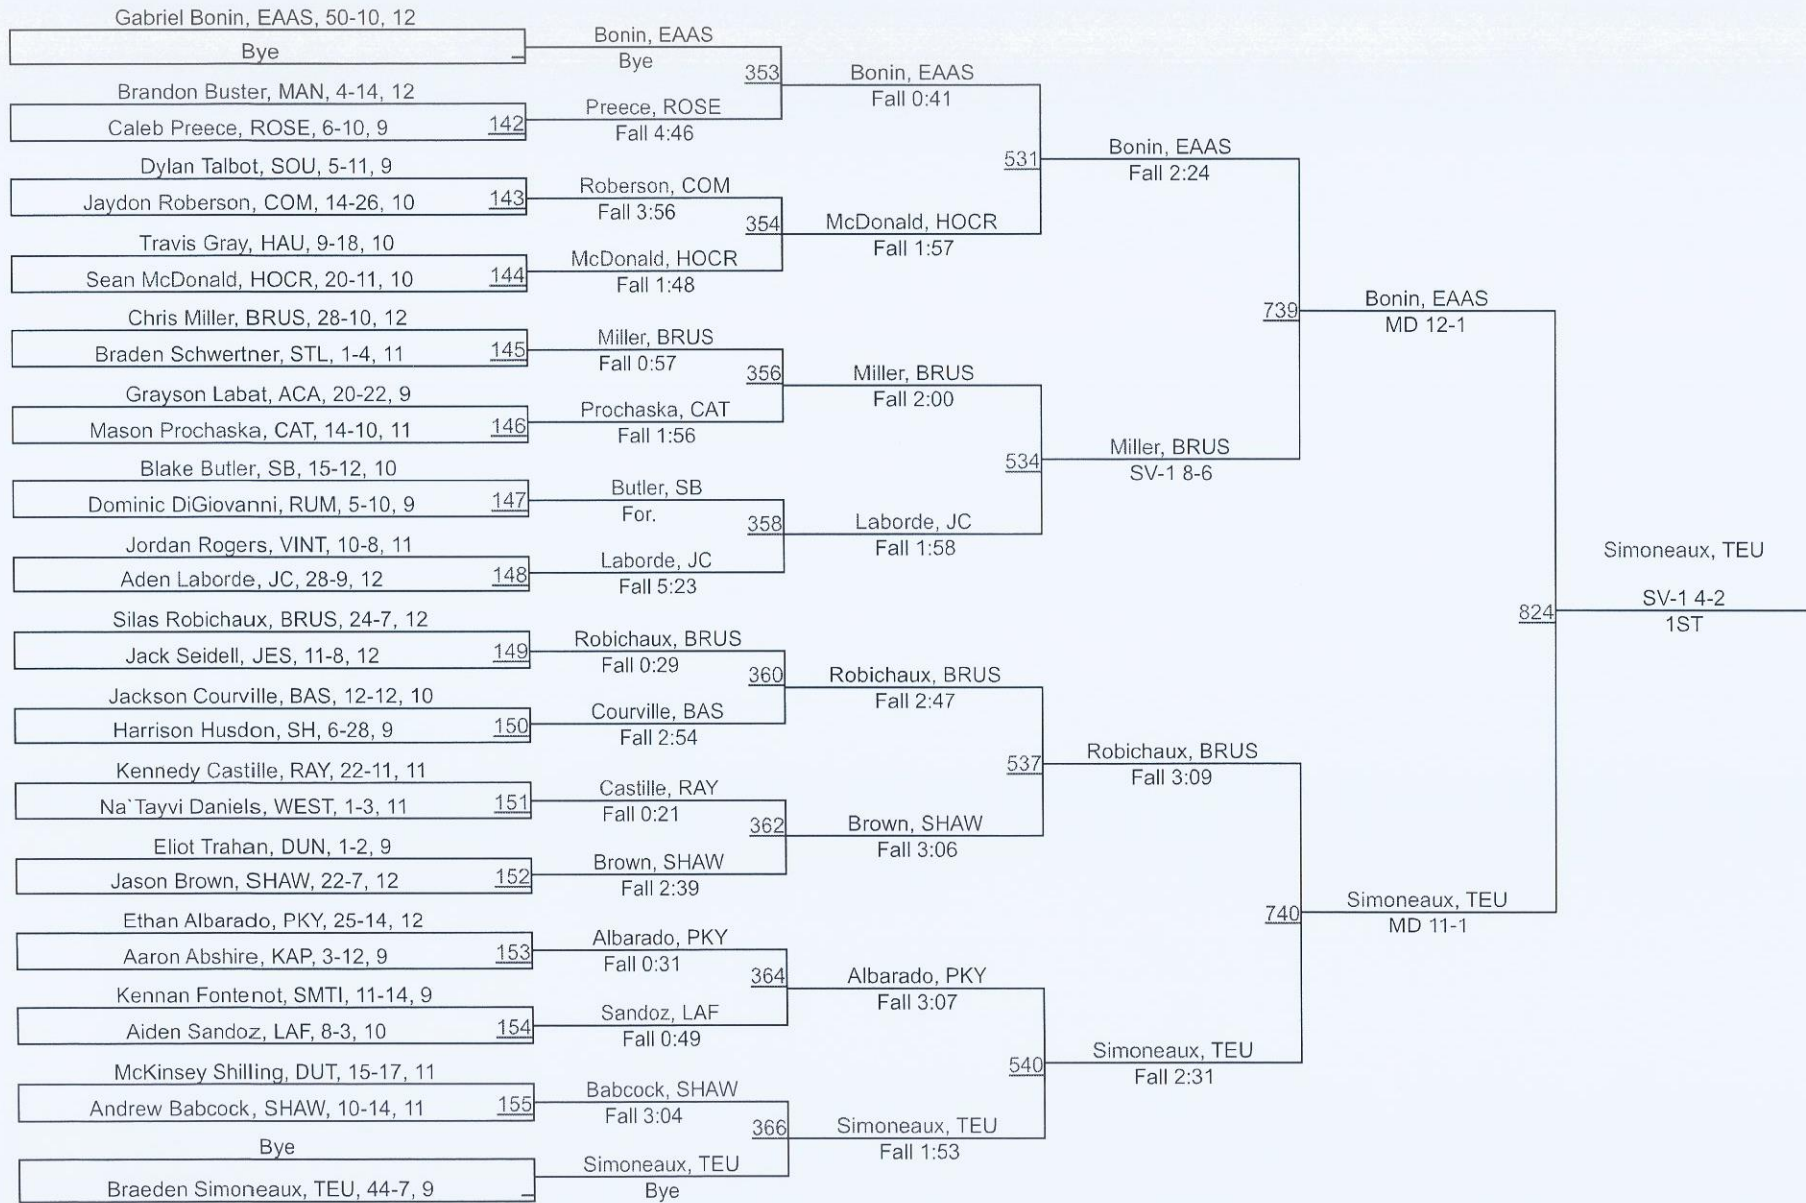 Gabriel Bonin, EAAS, 50-10, 12
Bye
Brandon Buster, MAN, 4-14, 12
Caleb Preece, ROSE, 6-10, 9
142
Dylan Talbot, SOU, 5-11, 9
Jaydon Roberson, COM, 14-26, 10
143
Travis Gray, HAU, 9-18, 10
Sean McDonald, HOCR, 20-11, 10
144
Chris Miller, BRUS, 28-10, 12
Braden Schwertner, STL, 1-4, 11
145
Grayson Labat, ACA, 20-22, 9
Mason Prochaska, CAT, 14-10, 11
146
Blake Butler, SB, 15-12, 10
Dominic DiGiovanni, RUM, 5-10, 9
147
Jordan Rogers, VINT, 10-8, 11
Aden Laborde, JC, 28-9, 12
148
Silas Robichaux, BRUS, 24-7, 12
Jack Seidell, JES, 11-8, 12
149
Jackson Courville, BAS, 12-12, 10
Harrison Husdon, SH, 6-28, 9
150
Kennedy Castille, RAY, 22-11, 11
Na`Tayvi Daniels, WEST, 1-3, 11
151
Eliot Trahan, DUN, 1-2, 9
Jason Brown, SHAW, 22-7, 12
152
Ethan Albarado, PKY, 25-14, 12
Aaron Abshire, KAP, 3-12, 9
153
Kennan Fontenot, SMTI, 11-14, 9
Aiden Sandoz, LAF, 8-3, 10
154
McKinsey Shilling, DUT, 15-17, 11
Andrew Babcock, SHAW, 10-14, 11
155
Bye
Braeden Simoneaux, TEU, 44-7, 9
Bonin, EAAS
Bye
353
Preece, ROSE
Fall 4:46
Roberson, COM
Fall 3:56
354
McDonald, HOCR
Fall 1:48
Miller, BRUS
Fall 0:57
356
Prochaska, CAT
Fall 1:56
Butler, SB
For.
358
Laborde, JC
Fall 5:23
Robichaux, BRUS
Fall 0:29
360
Courville, BAS
Fall 2:54
Castille, RAY
Fall 0:21
362
Brown, SHAW
Fall 2:39
Albarado, PKY
Fall 0:31
364
Sandoz, LAF
Fall 0:49
Babcock, SHAW
Fall 3:04
366
Simoneaux, TEU
Bye
Bonin, EAAS
Fall 0:41
531
McDonald, HOCR
Fall 1:57
Miller, BRUS
Fall 2:00
534
Laborde, JC
Fall 1:58
Robichaux, BRUS
Fall 2:47
537
Brown, SHAW
Fall 3:06
Albarado, PKY
Fall 3:07
540
Simoneaux, TEU
Fall 1:53
Bonin, EAAS
Fall 2:24
739
Miller, BRUS
SV-1 8-6
Robichaux, BRUS
Fall 3:09
740
Simoneaux, TEU
Fall 2:31
Bonin, EAAS
MD 12-1
824
Simoneaux, TEU
MD 11-1
Simoneaux, TEU
SV-1 4-2
1ST